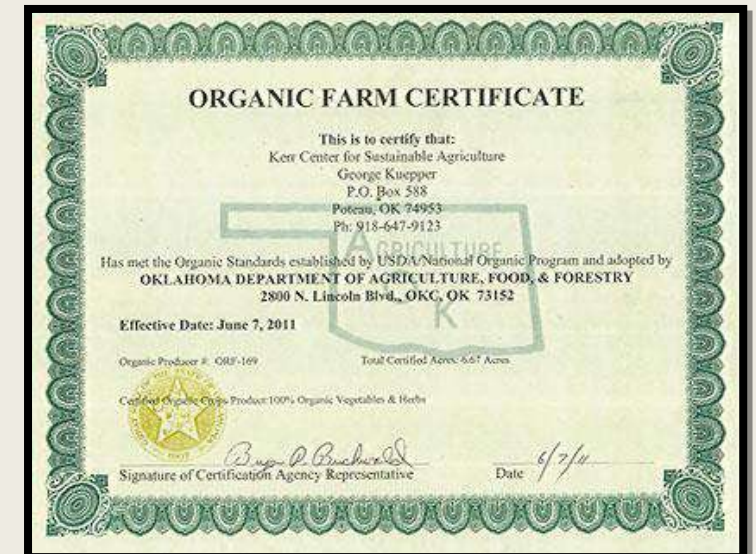 ORGANIC FARM CERTIFICATE
This is to certify that:
Kerr Center for Sustainable Agriculture
George Kuepper
P.O. Box 588
Poteau, OK 74953
Ph: 918-647-9123
AGRICULTURE
Has met the Organic Standards established by USDA/National Organic Program and adopted by
OKLAHOMA DEPARTMENT OF AGRICULTURE, FOOD, & FORESTRY
2800 N. Lincoln Blvd., OKC, OK 73152
K
Effective Date: June 7, 2011
Organic Producer #: ORF-169 Total Certified Acres: 6.67 Acres
Certified Organic Crops Product: 100% Organic Vegetables & Herbs
Signature of Certification Agency Representative Date 6/7/11